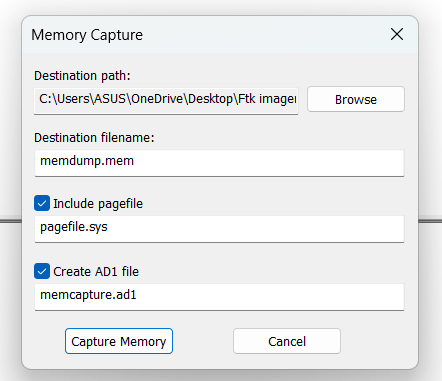 Memory Capture
Destination path:
C:\Users\ASUS\OneDrive\Desktop\Ftk imager
Browse
Destination filename:
memdump.mem
Include pagefile
pagefile.sys
Create AD1 file
memcapture.ad1
Capture Memory
Cancel